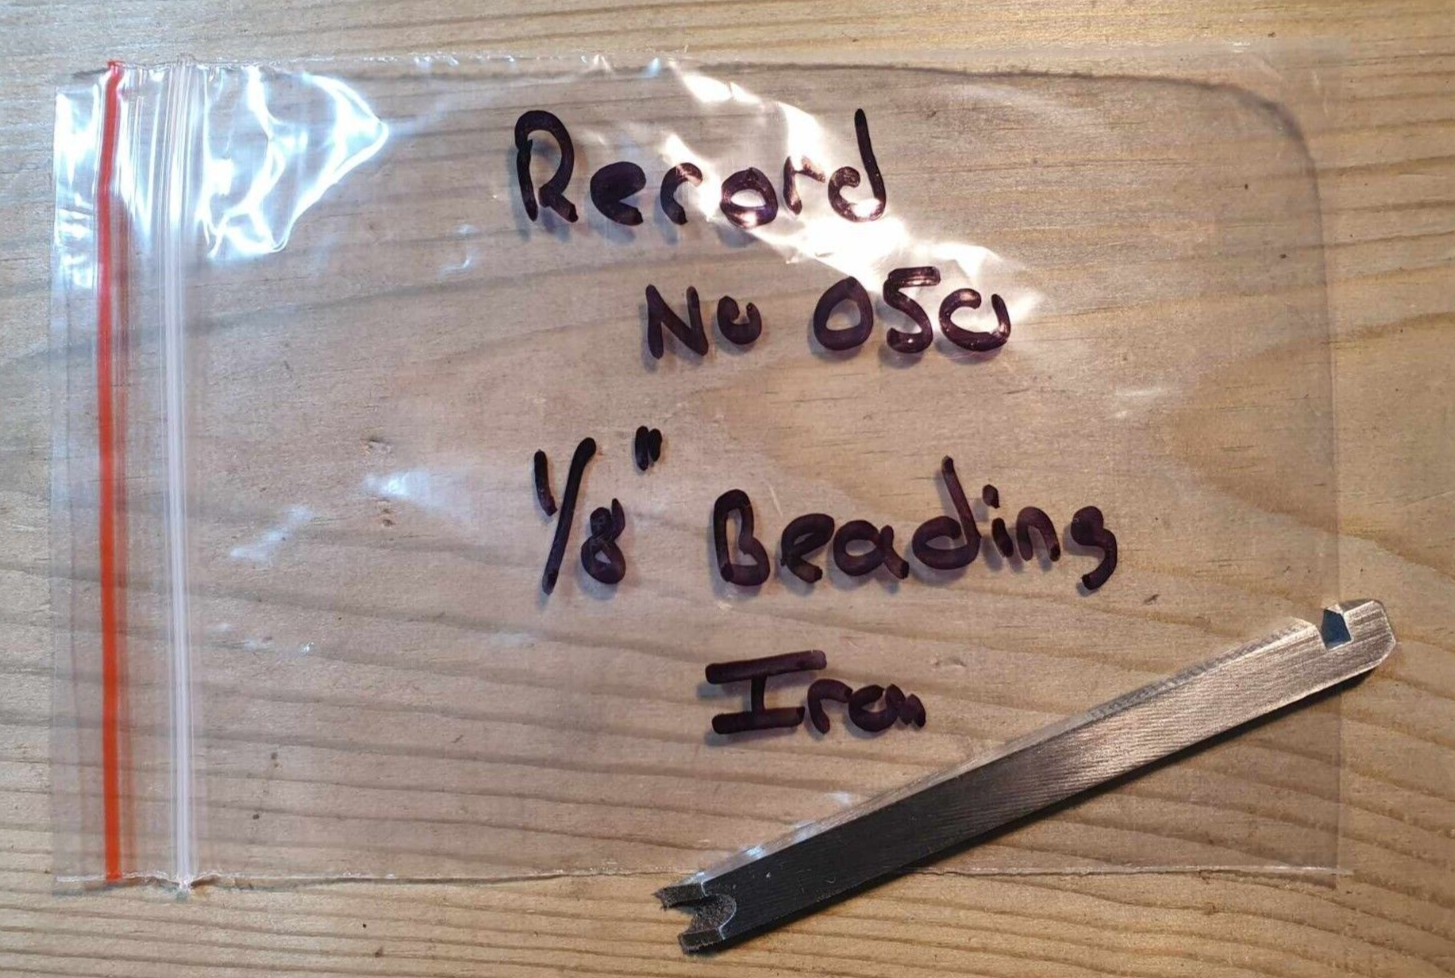 Record
No 050
1/8" Beading
Iron